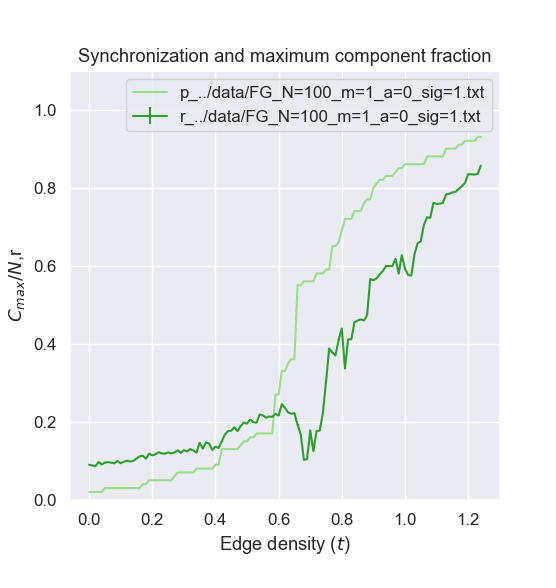 Synchronization and maximum component fraction
p_../data/FG_N=100_m=1_a=0_sig=1.txt
r_../data/FG_N=100_m=1_a=0_sig=1.txt
1.0
0.8
0.6
0.4
0.2
0.0
C_{max}/N,r
0.0 0.2 0.4 0.6 0.8 1.0 1.2
Edge density (t)